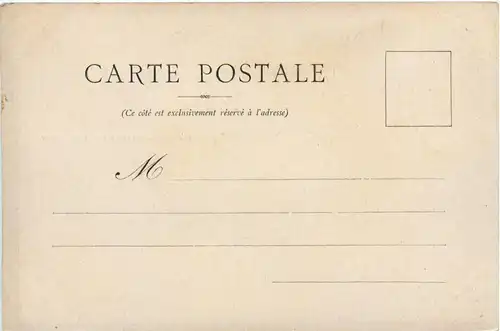 CARTE POSTALE
(Ce côté est exclusivement réservé à l'adresse)
M